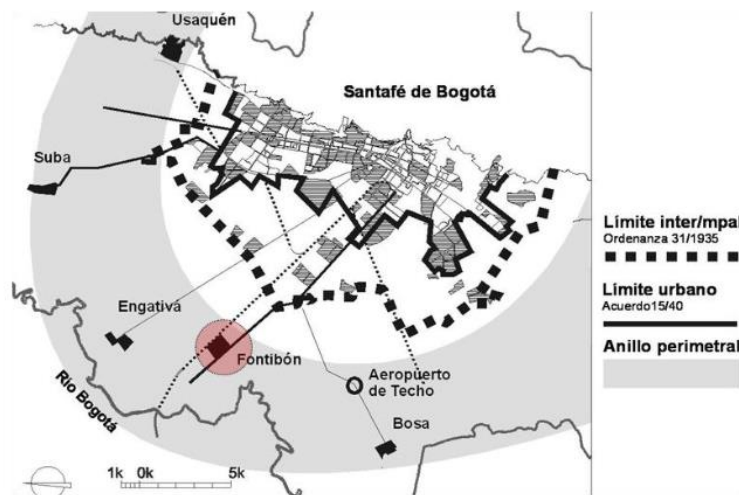 Usaquén
Santafé de Bogotá
Suba
Engativá
Fontibón
Aeropuerto
de Techo
Bosa
Río Bogotá
1k 0k 5k
Límite inter/mpal
Ordenanza 31/1935
Límite urbano
Acuerdo15/40
Anillo perimetral